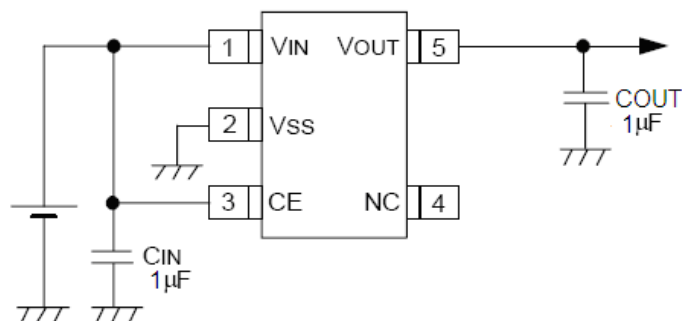 1 VIN VOUT 5
COUT
1μF
2 VSS
3 CE NC 4
CIN
1μF